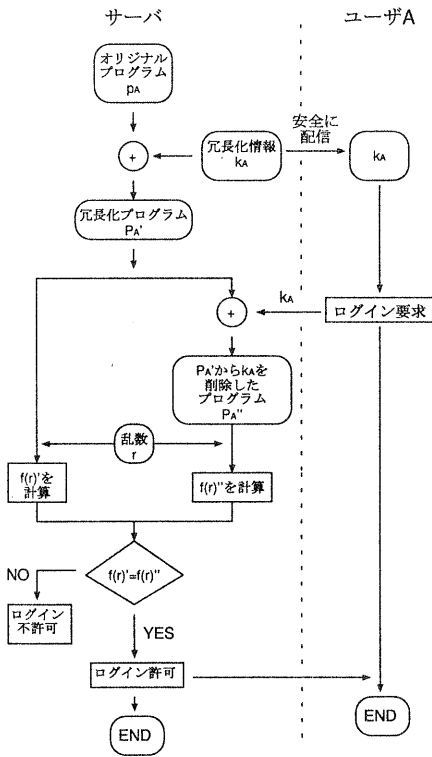 サーバ
ユーザA
オリジナル
プログラム
pA
+
冗長化情報
kA
安全に
配信
kA
冗長化プログラム
PA'
+
kA
ログイン要求
PA'からkAを
削除した
プログラム
PA''
乱数
r
f(r)'を
計算
f(r)''を計算
f(r)'=f(r)''
NO
ログイン
不許可
YES
ログイン許可
END
END